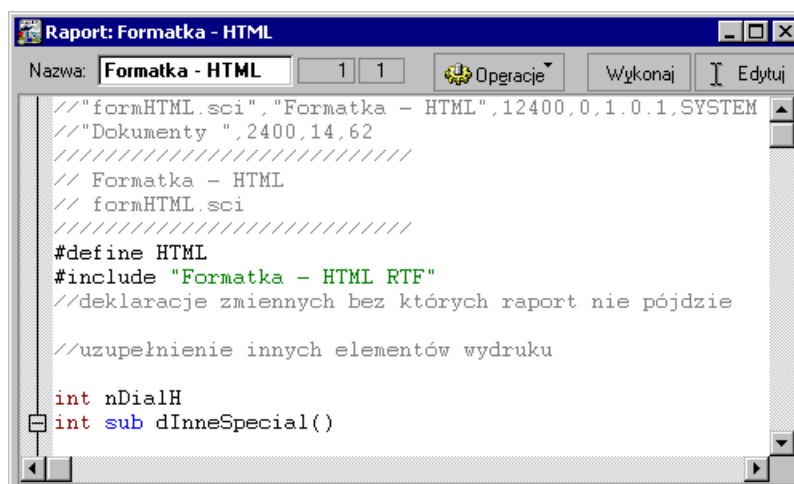 Raport: Formatka - HTML
Nazwa: Formatka - HTML 1 1 Operacje Wykonaj Edytuj
//"formHTML.sci","Formatka - HTML",12400,0,1.0.1,SYSTEM
//"Dokumenty ",2400,14,62
////////////////////////////
// Formatka - HTML
// formHTML.sci
////////////////////////////
#define HTML
#include "Formatka - HTML RTF"
//deklaracje zmiennych bez których raport nie pójdzie
//uzupełnienie innych elementów wydruku
int nDialH
int sub dInneSpecial()